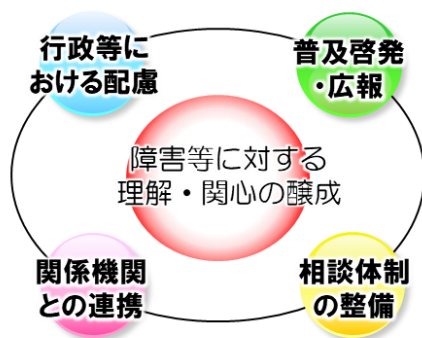 行政等に
おける配慮
普及啓発
・広報
障害等に対する
理解・関心の醸成
関係機関
との連携
相談体制
の整備